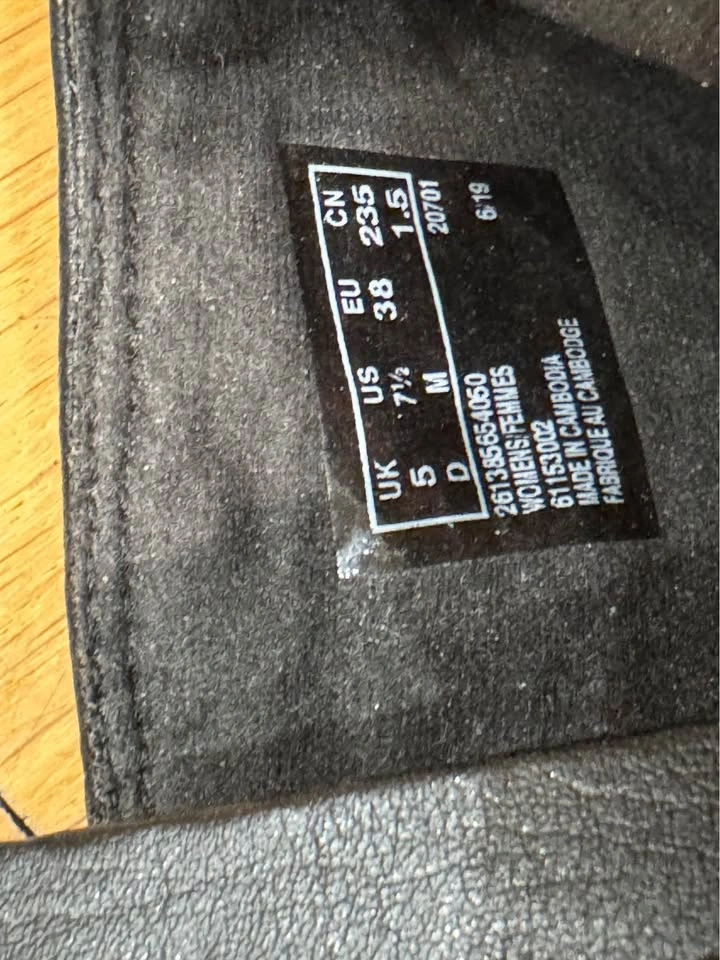 UK US EU CN
5 7½ 38 235
D M 1.5
261385654050 20701
WOMENS/FEMMES
61153002 6/19
MADE IN CAMBODIA
FABRIQUE AU CAMBODGE